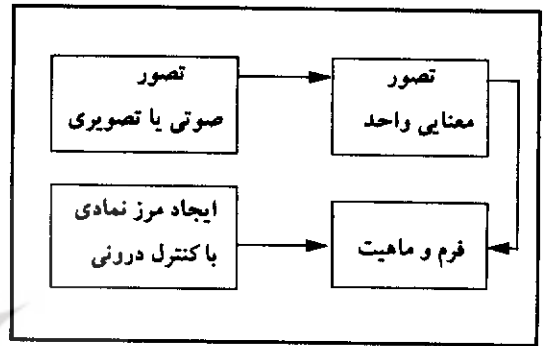 تصور
صوتی یا تصویری
تصور
معنایی واحد
ایجاد مرز نمادی
با کنترل درونی
فرم و ماهیت